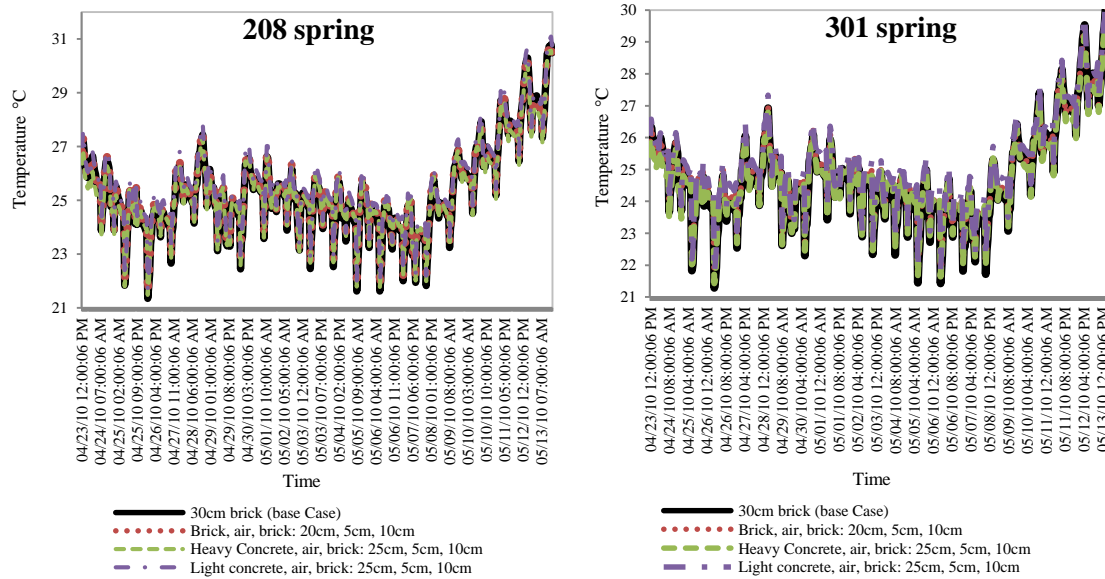 208 spring
Temperature °C
31
29
27
25
23
21
04/23/10 12:00:06 PM
04/24/10 07:00:06 AM
04/25/10 02:00:06 AM
04/25/10 09:00:06 PM
04/26/10 04:00:06 PM
04/27/10 11:00:06 AM
04/28/10 06:00:06 AM
04/29/10 01:00:06 AM
04/29/10 08:00:06 PM
04/30/10 03:00:06 PM
05/01/10 10:00:06 AM
05/02/10 05:00:06 AM
05/03/10 12:00:06 AM
05/03/10 07:00:06 PM
05/04/10 02:00:06 PM
05/05/10 09:00:06 AM
05/06/10 04:00:06 AM
05/06/10 11:00:06 PM
05/07/10 06:00:06 PM
05/08/10 01:00:06 PM
05/09/10 08:00:06 AM
05/10/10 03:00:06 AM
05/10/10 10:00:06 PM
05/11/10 05:00:06 PM
05/12/10 12:00:06 PM
05/13/10 07:00:06 AM
Time
30cm brick (base Case)
Brick, air, brick: 20cm, 5cm, 10cm
Heavy Concrete, air, brick: 25cm, 5cm, 10cm
Light concrete, air, brick: 25cm, 5cm, 10cm
301 spring
Temperature °C
30
29
28
27
26
25
24
23
22
21
04/23/10 12:00:06 PM
04/24/10 08:00:06 AM
04/25/10 04:00:06 AM
04/26/10 12:00:06 AM
04/26/10 08:00:06 PM
04/27/10 04:00:06 PM
04/28/10 12:00:06 PM
04/29/10 08:00:06 AM
04/30/10 04:00:06 AM
05/01/10 12:00:06 AM
05/01/10 08:00:06 PM
05/02/10 04:00:06 PM
05/03/10 12:00:06 PM
05/04/10 08:00:06 AM
05/05/10 04:00:06 AM
05/06/10 12:00:06 AM
05/06/10 08:00:06 PM
05/07/10 04:00:06 PM
05/08/10 12:00:06 PM
05/09/10 08:00:06 AM
05/10/10 04:00:06 AM
05/11/10 12:00:06 AM
05/11/10 08:00:06 PM
05/12/10 04:00:06 PM
05/13/10 12:00:06 PM
Time
30cm brick (base Case)
Brick, air, brick: 20cm, 5cm, 10cm
Heavy Concrete, air, brick: 25cm, 5cm, 10cm
Light concrete, air, brick: 25cm, 5cm, 10cm